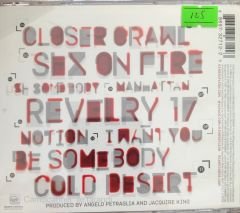 125
CLOSER CRAWL
SEX ON FIRE
USE SOMEBODY MANHATTAN
REVELRY 17
NOTION I WANT YOU
BE SOMEBODY
COLD DESERT
PRODUCED BY ANGELO PETRAGLIA AND JACQUIRE KING